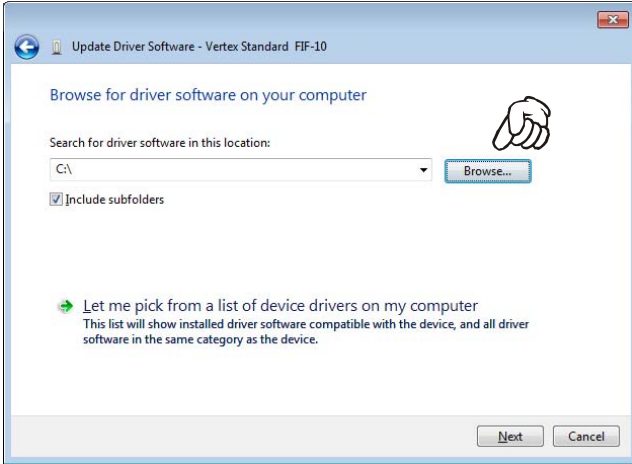 Update Driver Software - Vertex Standard FIF-10
Browse for driver software on your computer
Search for driver software in this location:
C:\
Browse...
Include subfolders
Let me pick from a list of device drivers on my computer
This list will show installed driver software compatible with the device, and all driver
software in the same category as the device.
Next
Cancel